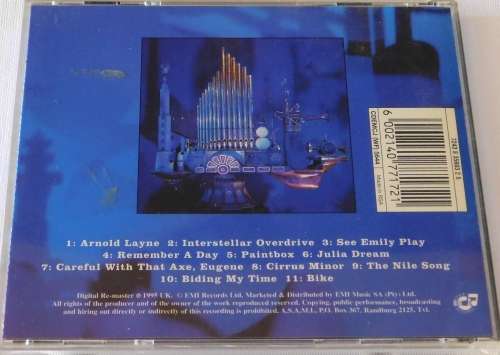 1: Arnold Layne 2: Interstellar Overdrive 3: See Emily Play
4: Remember A Day 5: Paintbox 6: Julia Dream
7: Careful With That Axe, Eugene 8: Cirrus Minor 9: The Nile Song
10: Biding My Time 11: Bike
Digital Re-master ℗ 1995 UK. © EMI Records Ltd. Marketed & Distributed by EMI Music SA (Pty) Ltd.
All rights of the producer and of the owner of the work reproduced reserved. Copying, public performance, broadcasting
and hiring out directly or indirectly of this recording is prohibited. A.S.A.M.I., P.O. Box 367, Randburg 2125, Tvl.
6002140771721